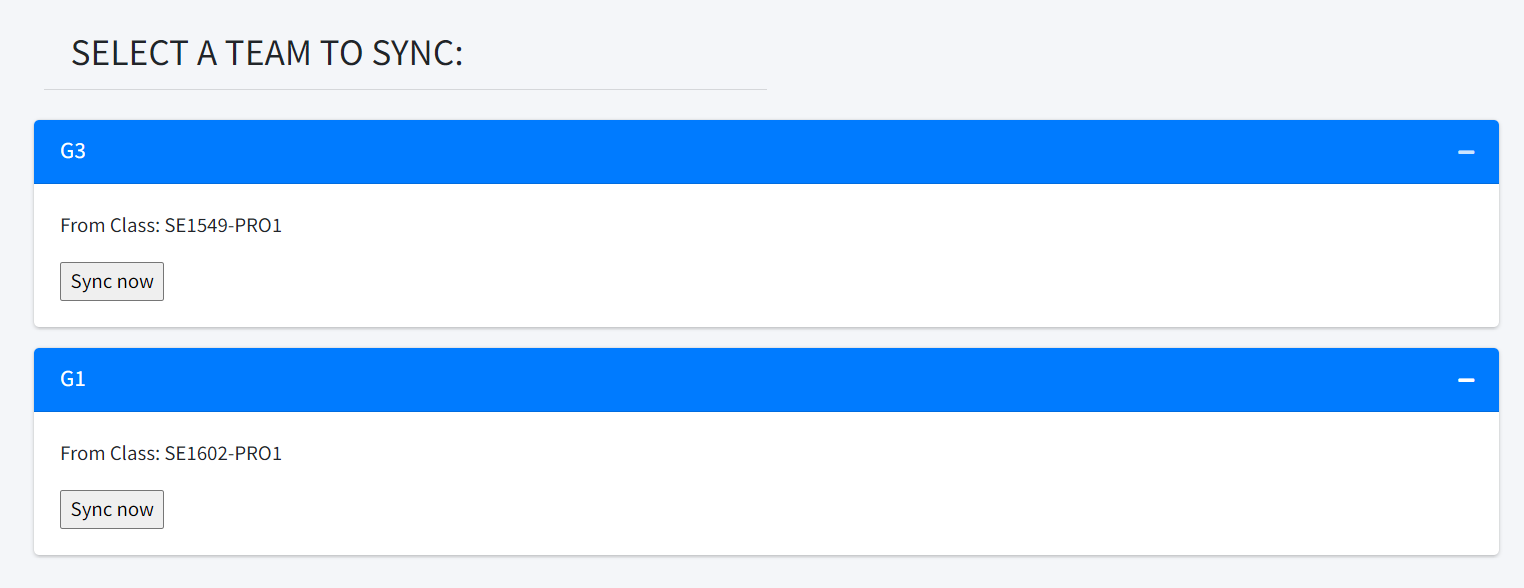 SELECT A TEAM TO SYNC:
G3
From Class: SE1549-PRO1
Sync now
G1
From Class: SE1602-PRO1
Sync now